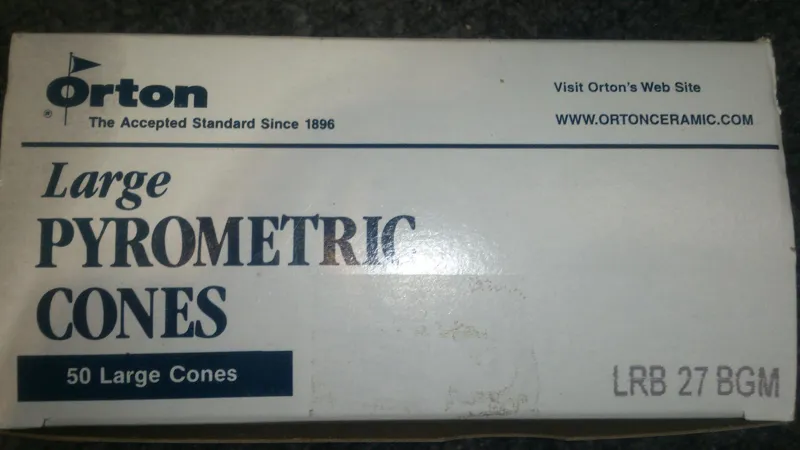 Orton
®
The Accepted Standard Since 1896
Visit Orton's Web Site
WWW.ORTONCERAMIC.COM
Large
PYROMETRIC
CONES
50 Large Cones
LRB 27 BGM